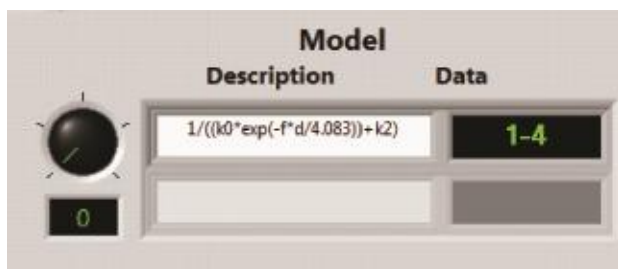 Model
Description Data
1/((k0*exp(-f*d/4.083))+k2) 1-4
0